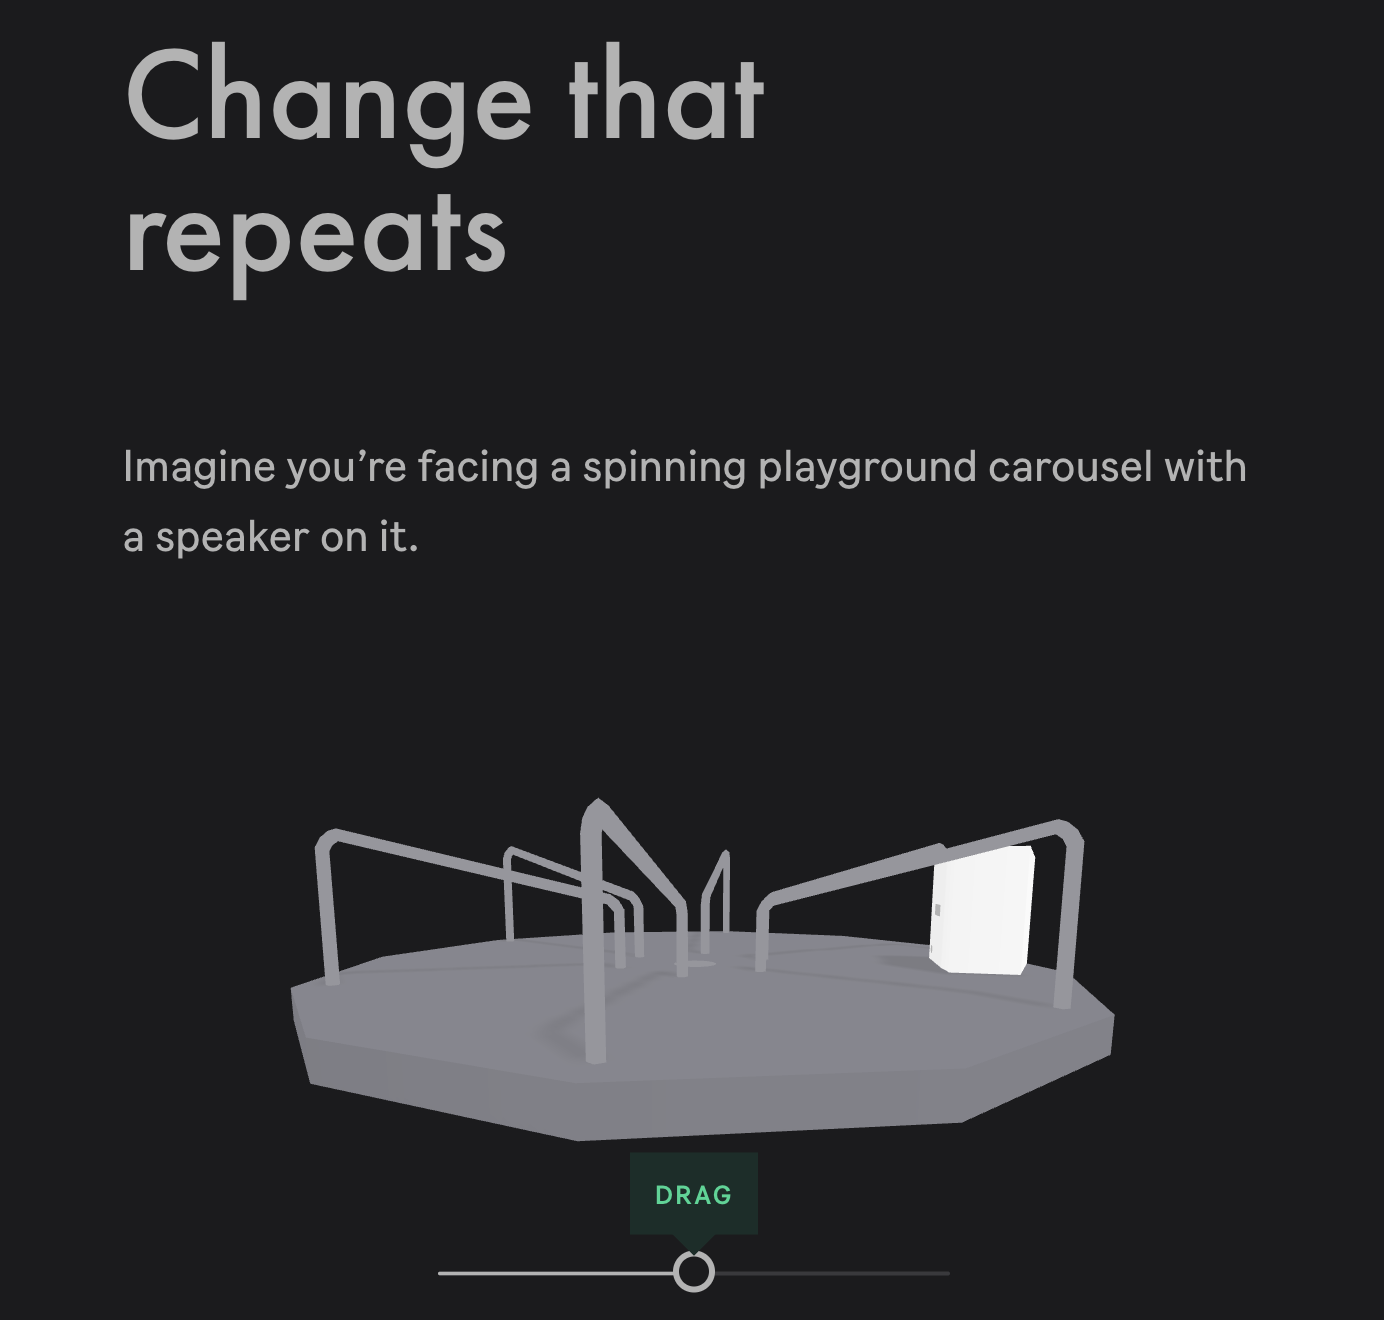 Change that
repeats
Imagine you’re facing a spinning playground carousel with
a speaker on it.
DRAG